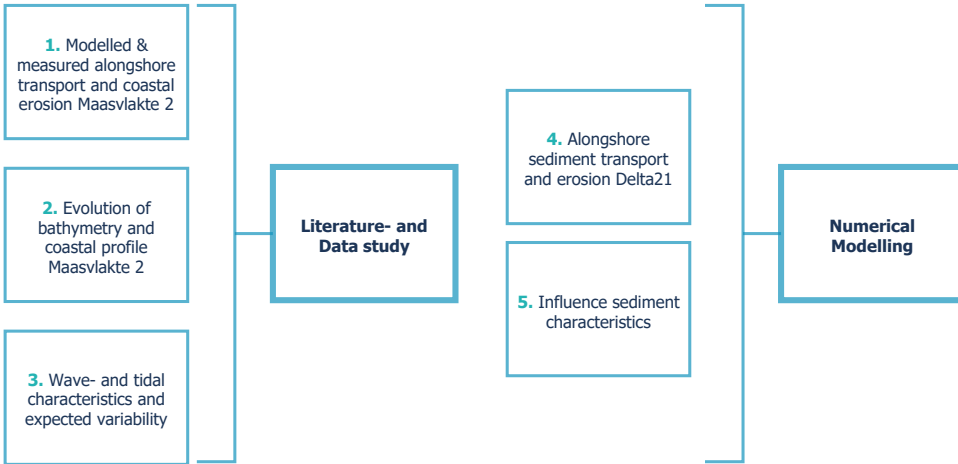 1. Modelled &
measured alongshore
transport and coastal
erosion Maasvlakte 2
2. Evolution of
bathymetry and
coastal profile
Maasvlakte 2
3. Wave- and tidal
characteristics and
expected variability
Literature- and
Data study
4. Alongshore
sediment transport
and erosion Delta21
5. Influence sediment
characteristics
Numerical
Modelling